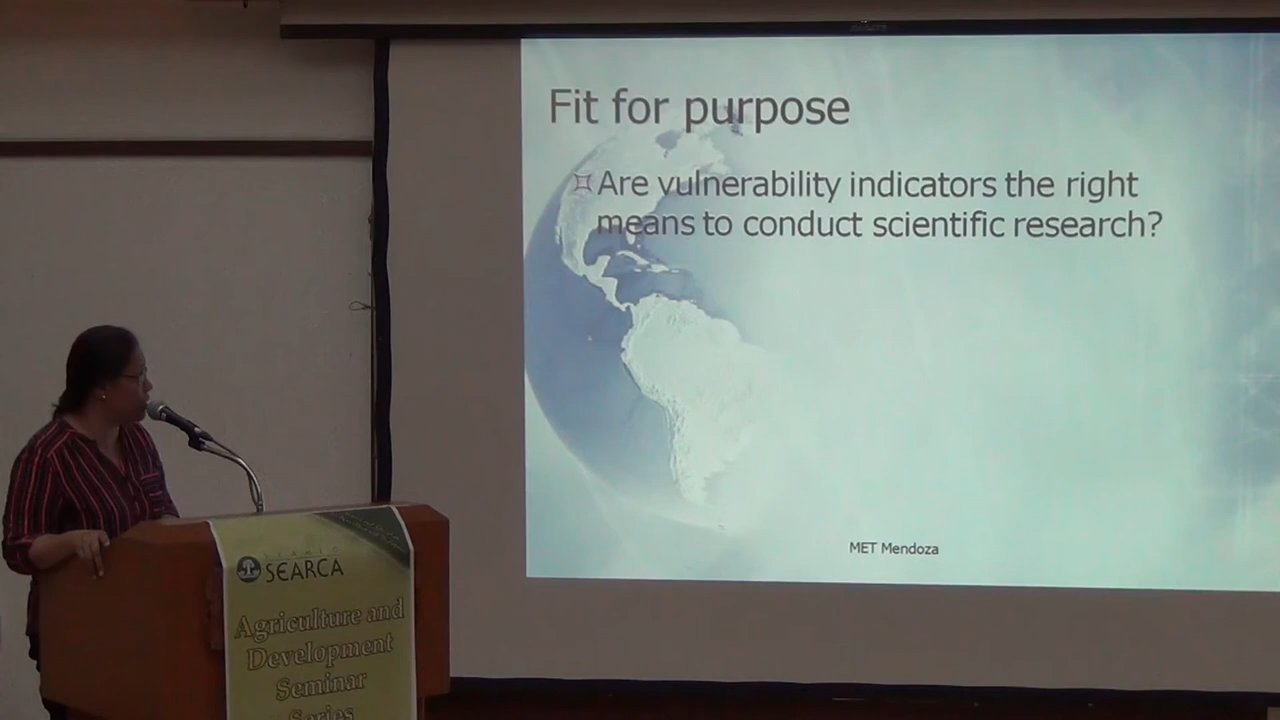 Fit for purpose
Are vulnerability indicators the right
means to conduct scientific research?
MET Mendoza
SEARCA
Agriculture and
Development
Seminar
Series